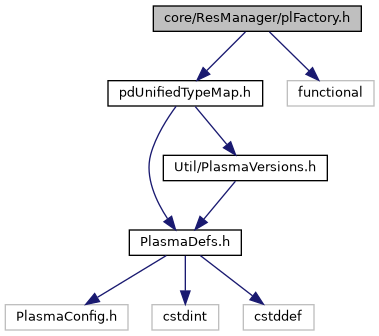 core/ResManager/plFactory.h
pdUnifiedTypeMap.h
functional
Util/PlasmaVersions.h
PlasmaDefs.h
PlasmaConfig.h
cstdint
cstddef